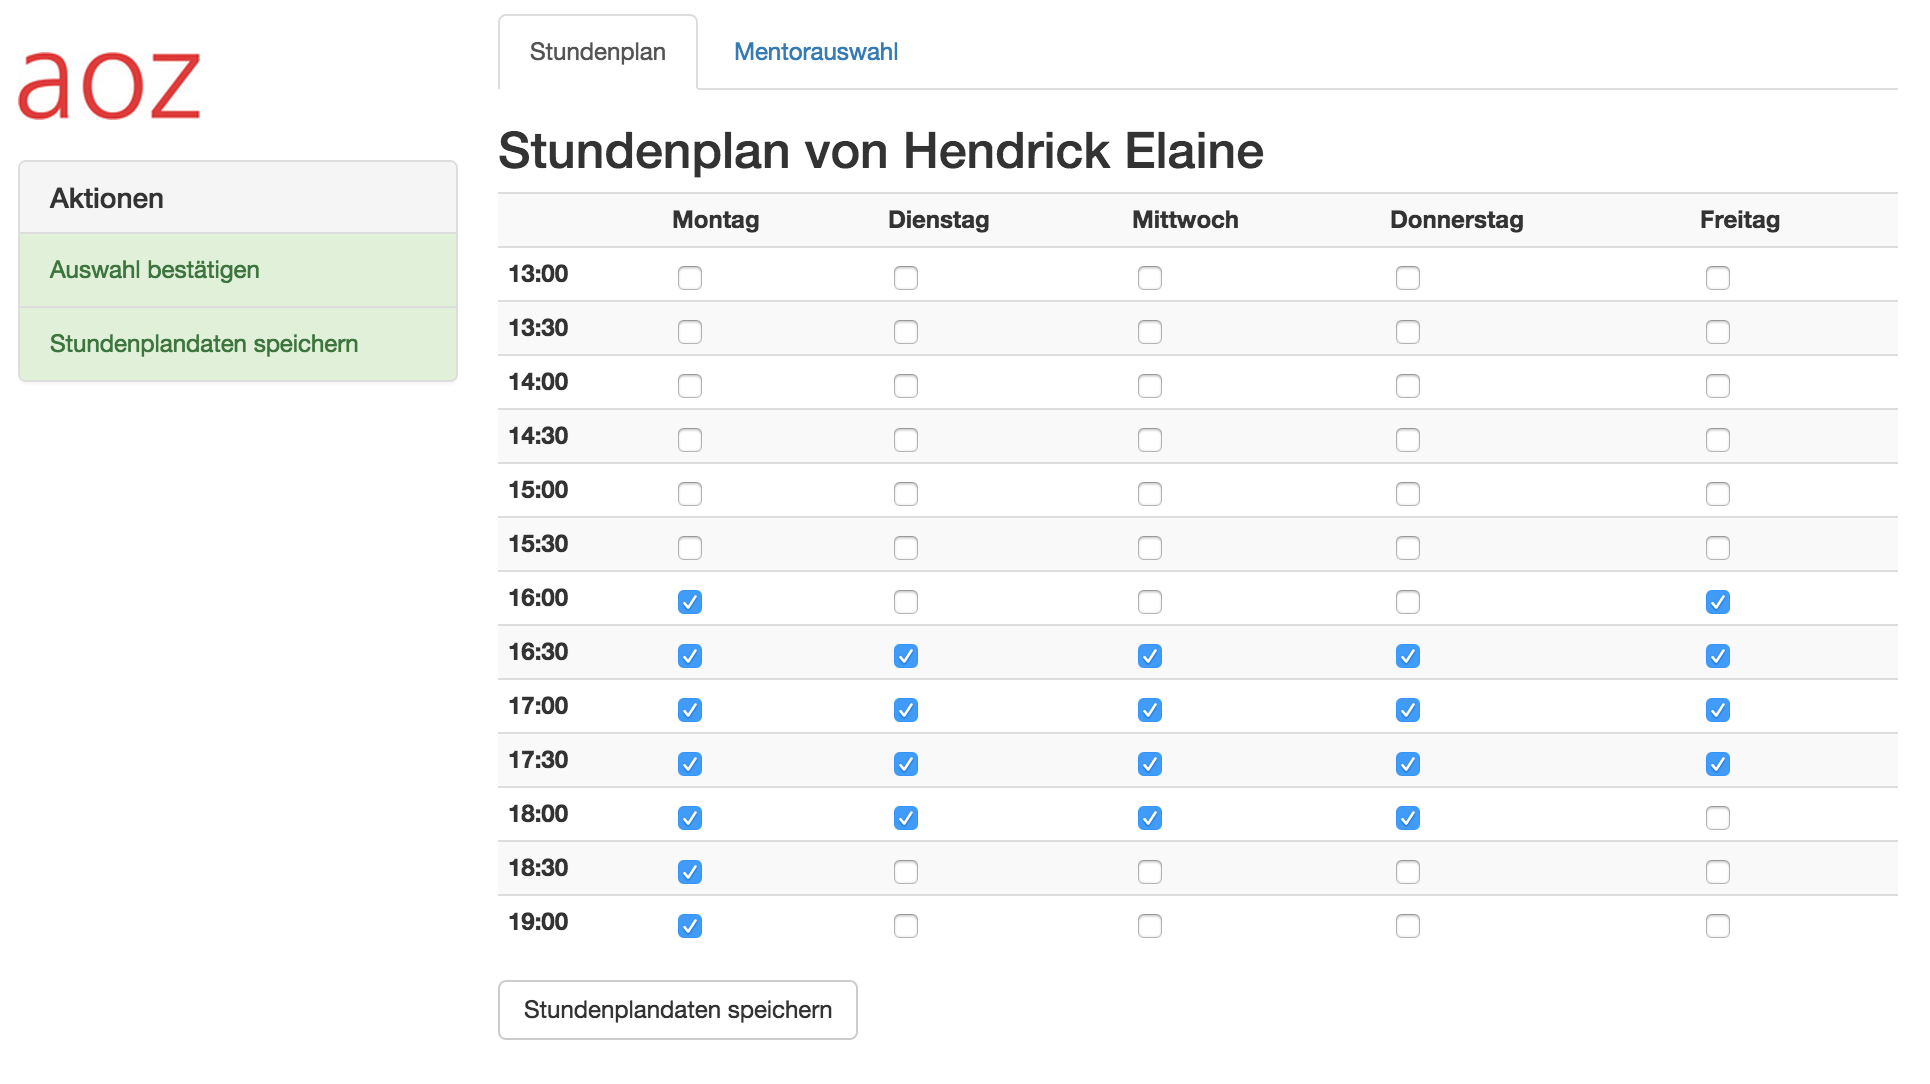 aoz
Stundenplan Mentorauswahl
Aktionen
Auswahl bestätigen
Stundenplandaten speichern
Stundenplan von Hendrick Elaine
Montag Dienstag Mittwoch Donnerstag Freitag
13:00
13:30
14:00
14:30
15:00
15:30
16:00
16:30
17:00
17:30
18:00
18:30
19:00
Stundenplandaten speichern